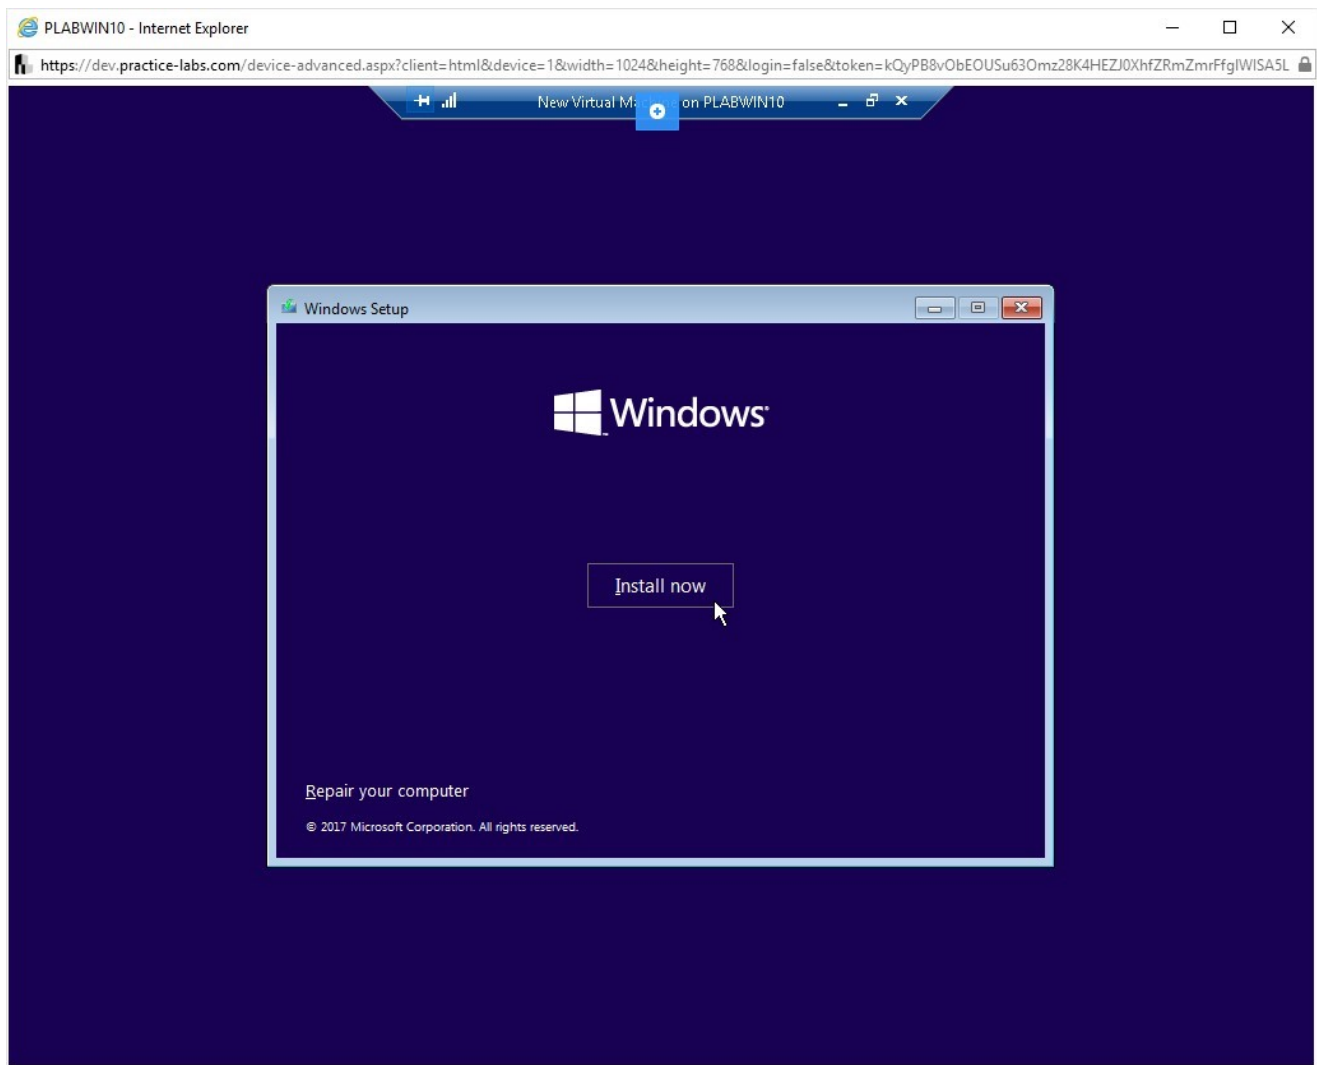 PLABWIN10 - Internet Explorer
https://dev.practice-labs.com/device-advanced.aspx?client=html&device=1&width=1024&height=768&login=false&token=kQyPB8vObEOUSu63Omz28K4HEZJ0XhfZRmZmrFfgIWISA5L
New Virtual on PLABWIN10
Windows Setup
Windows
Install now
Repair your computer
© 2017 Microsoft Corporation. All rights reserved.